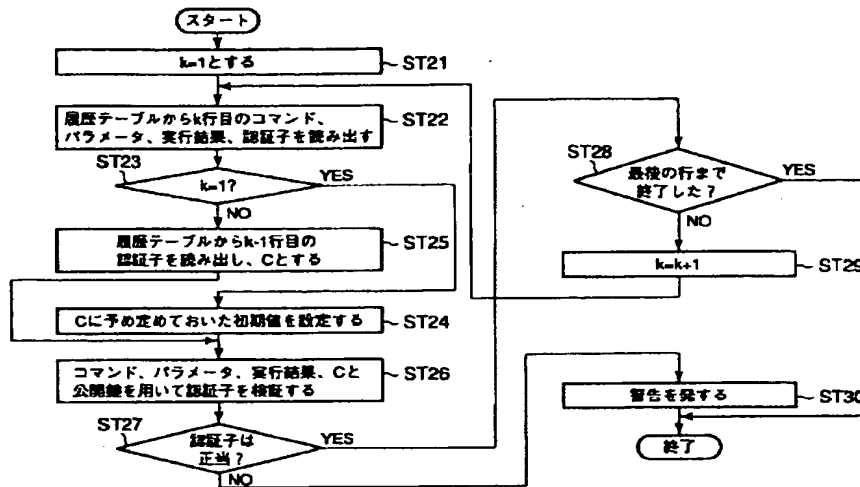 スタート
k=1とする
ST21
履歴テーブルからk行目のコマンド、
パラメータ、実行結果、認証子を読み出す
ST22
ST23
k=1?
YES
NO
履歴テーブルからk-1行目の
認証子を読み出し、Cとする
ST25
Cに予め定めておいた初期値を設定する
ST24
コマンド、パラメータ、実行結果、Cと
公開鍵を用いて認証子を検証する
ST26
ST27
認証子は
正当?
YES
NO
ST28
最後の行まで
終了した?
YES
NO
k=k+1
ST29
警告を発する
ST30
終了